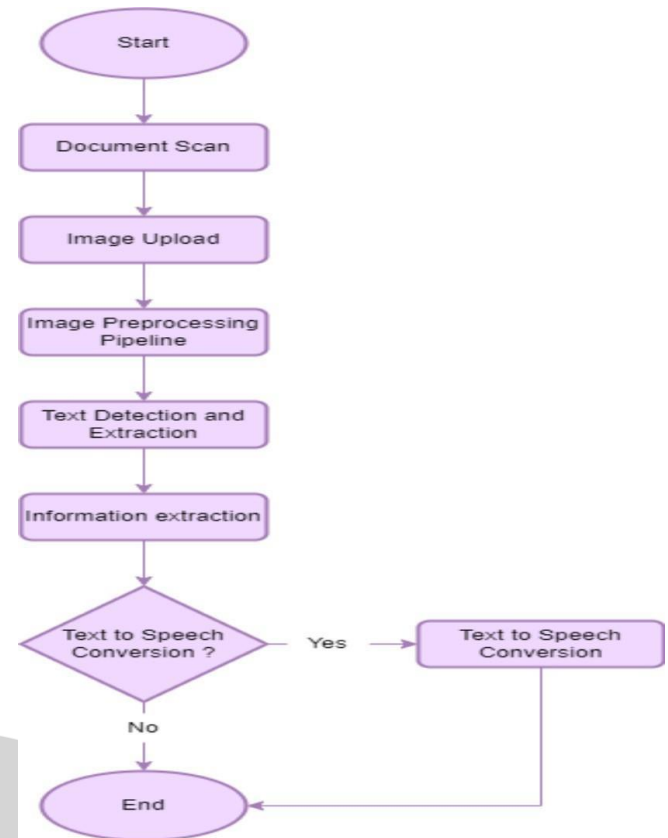 Start
Document Scan
Image Upload
Image Preprocessing
Pipeline
Text Detection and
Extraction
Information extraction
Text to Speech
Conversion ?
Yes
Text to Speech
Conversion
No
End